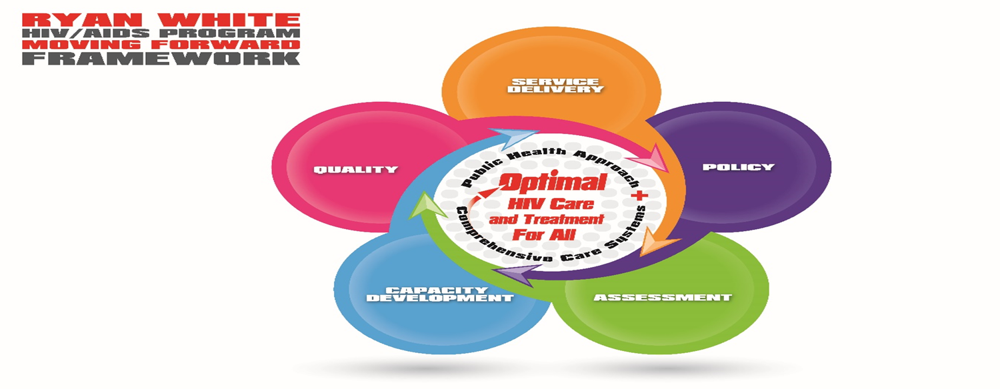 RYAN WHITE
HIV/AIDS PROGRAM
MOVING FORWARD
FRAMEWORK
SERVICE
DELIVERY
QUALITY
POLICY
Public Health Approach
+
Optimal
HIV Care
and Treatment
For All
Comprehensive Care Systems
CAPACITY
DEVELOPMENT
ASSESSMENT